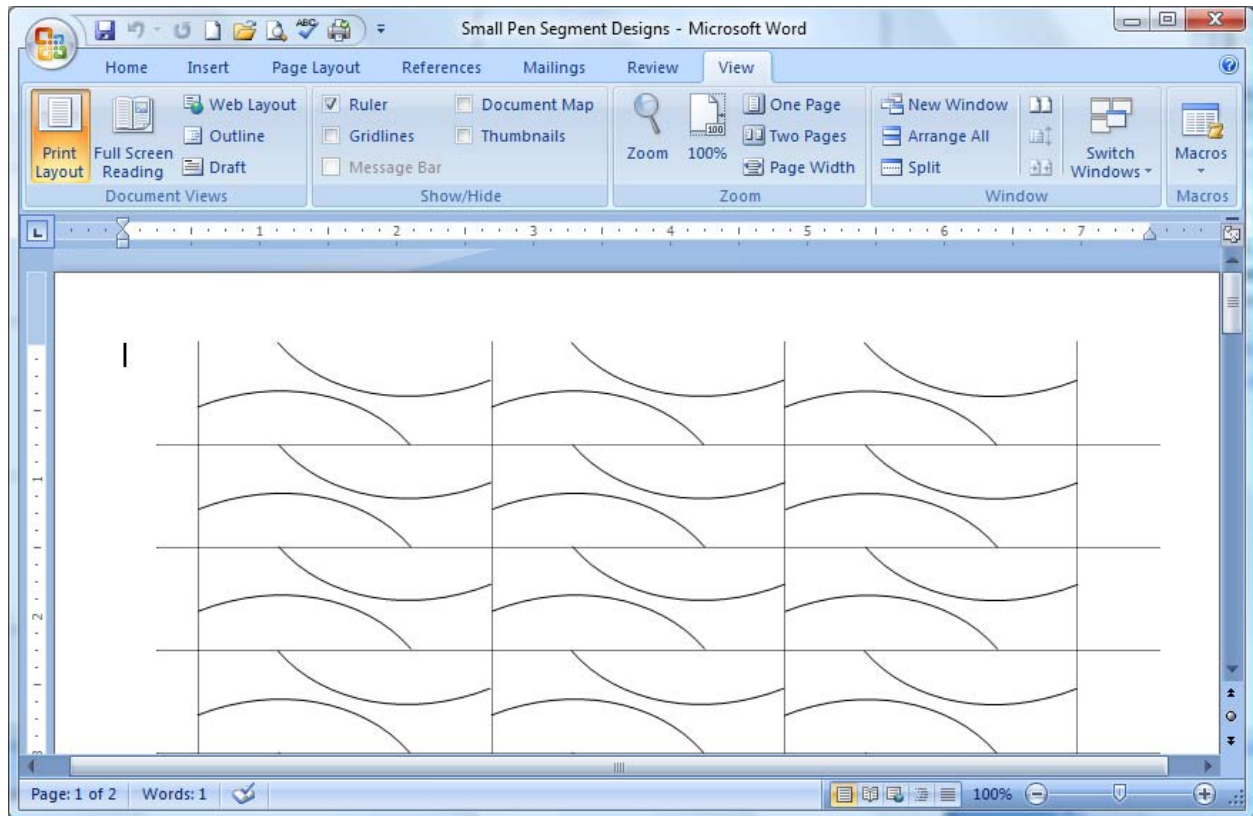 Small Pen Segment Designs - Microsoft Word
Home Insert Page Layout References Mailings Review View
Print Layout
Full Screen Reading
Web Layout
Outline
Draft
Document Views
Ruler
Gridlines
Message Bar
Document Map
Thumbnails
Show/Hide
Zoom
100%
One Page
Two Pages
Page Width
Zoom
New Window
Arrange All
Split
Switch Windows
Window
Macros
Macros
L
1 2 3 4 5 6 7
1
2
Page: 1 of 2 Words: 1 100%